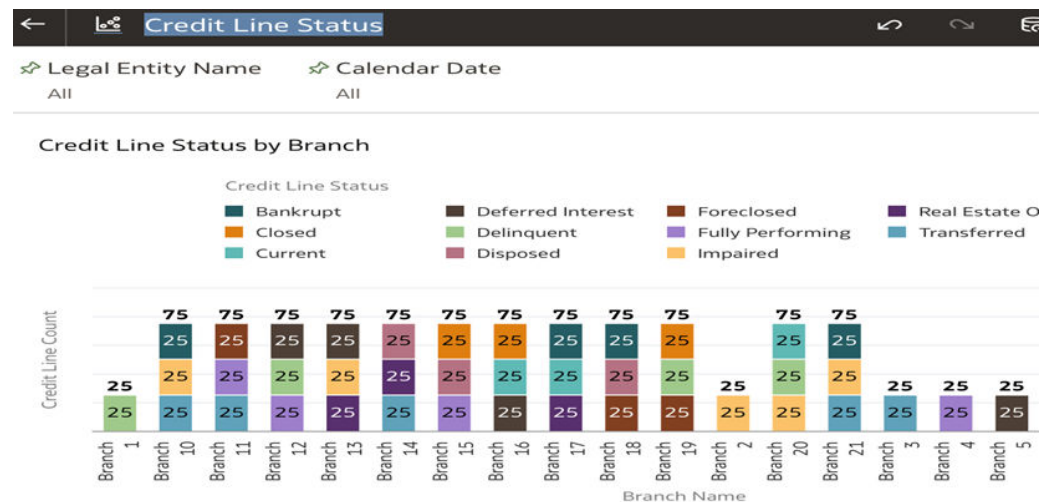 Credit Line Status
Legal Entity Name Calendar Date
All All
Credit Line Status by Branch
Credit Line Status
Bankrupt Deferred Interest Foreclosed Real Estate O
Closed Delinquent Fully Performing Transferred
Current Disposed Impaired
Credit Line Count
75 75 75 75 75 75 75 75 75 75 75 75
25 25 25 25 25 25 25 25 25 25 25 25
25 25 25 25 25 25 25 25 25 25 25 25 25 25 25 25 25
25 25 25 25 25 25 25 25 25 25 25 25 25 25 25 25 25
Branch 1 Branch 10 Branch 11 Branch 12 Branch 13 Branch 14 Branch 15 Branch 16 Branch 17 Branch 18 Branch 19 Branch 2 Branch 20 Branch 21 Branch 3 Branch 4 Branch 5
Branch Name